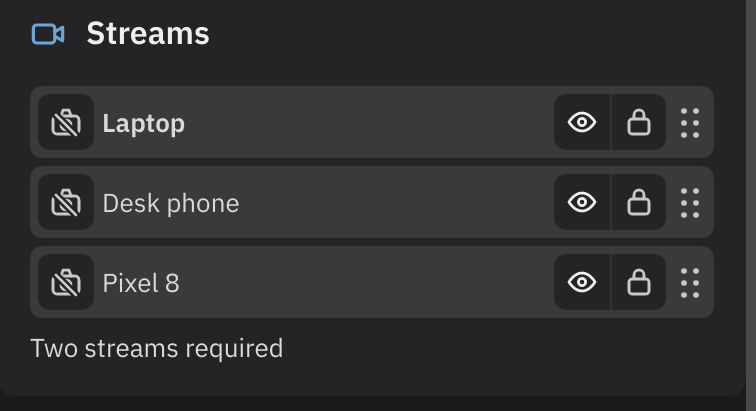 Streams
Laptop
Desk phone
Pixel 8
Two streams required